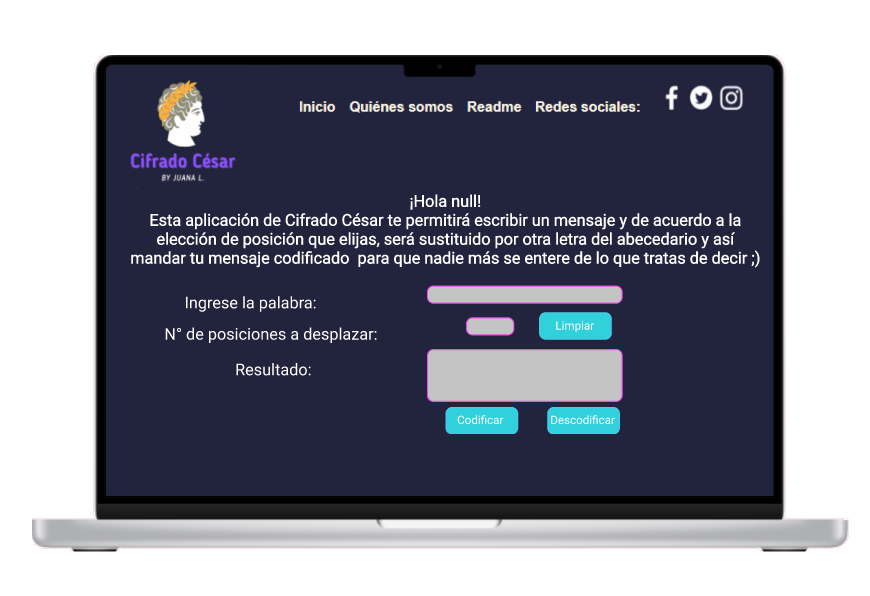 Inicio Quiénes somos Readme Redes sociales:
Cifrado César
BY JUANA L.
¡Hola null!
Esta aplicación de Cifrado César te permitirá escribir un mensaje y de acuerdo a la
elección de posición que elijas, será sustituido por otra letra del abecedario y así
mandar tu mensaje codificado para que nadie más se entere de lo que tratas de decir ;)
Ingrese la palabra:
N° de posiciones a desplazar:
Limpiar
Resultado:
Codificar Descodificar